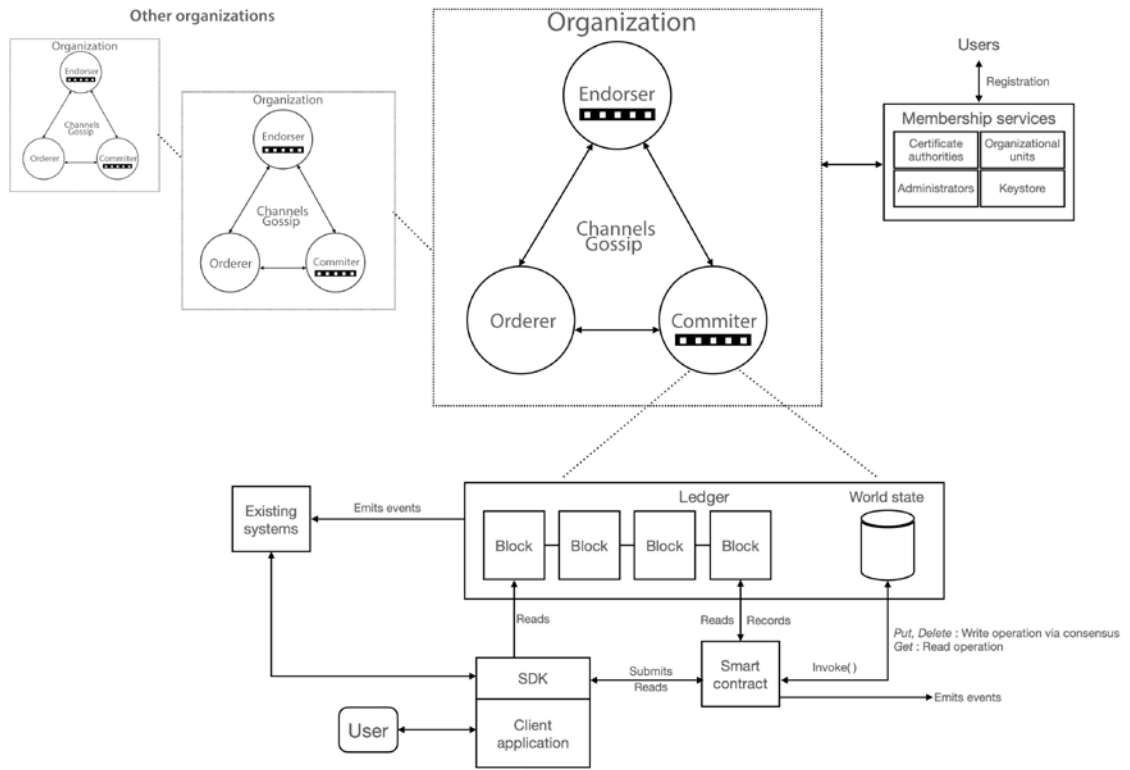 Other organizations
Organization
Endorser
Channels
Gossip
Orderer
Commiter
Organization
Endorser
Channels
Gossip
Orderer
Commiter
Organization
Endorser
Channels
Gossip
Orderer
Commiter
Users
Registration
Membership services
Certificate
authorities
Organizational
units
Administrators
Keystore
Ledger
World state
Block
Block
Block
Block
Existing
systems
Emits events
Reads
Reads
Records
Put, Delete : Write operation via consensus
Get : Read operation
SDK
Submits
Reads
Smart
contract
Invoke( )
Emits events
User
Client
application